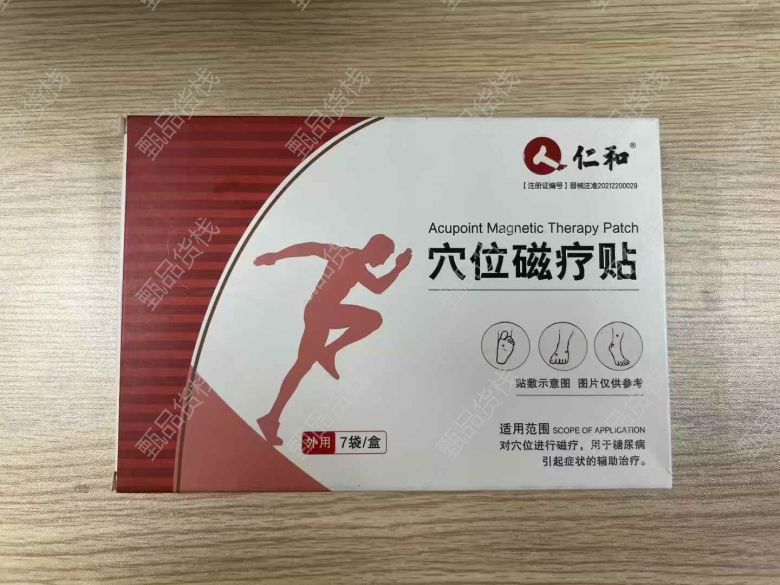 仁和®
【注册证编号】晋械注准20212200029
Acupoint Magnetic Therapy Patch
穴位磁疗贴
贴敷示意图 图片仅供参考
外用 7袋/盒
适用范围 SCOPE OF APPLICATION
对穴位进行磁疗，用于糖尿病
引起症状的辅助治疗。
甄品货栈